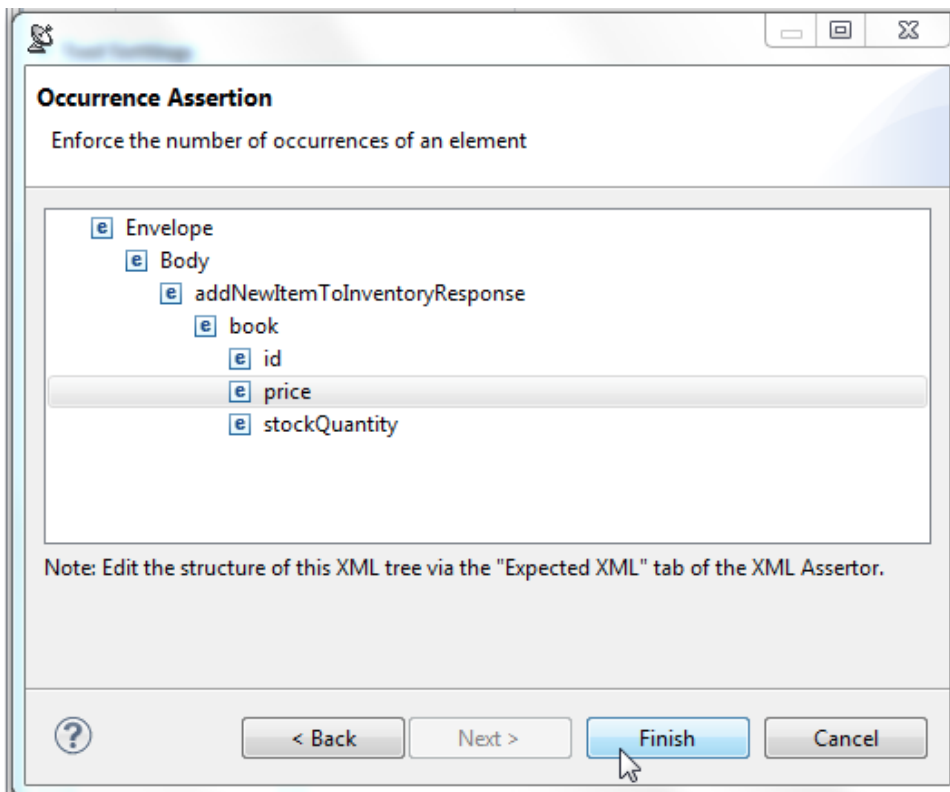 Occurrence Assertion
Enforce the number of occurrences of an element
e Envelope
e Body
e addNewItemToInventoryResponse
e book
e id
e price
e stockQuantity
Note: Edit the structure of this XML tree via the "Expected XML" tab of the XML Assertor.
? < Back Next > Finish Cancel